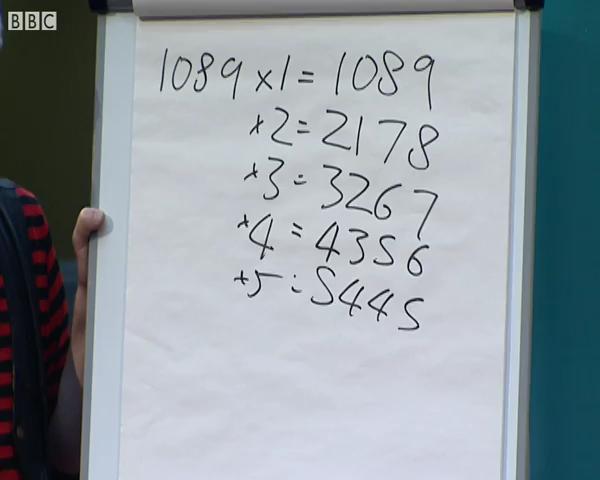 BBC
1089 x 1 = 1089
x 2 = 2178
x 3 = 3267
x 4 = 4356
x 5 = 5445